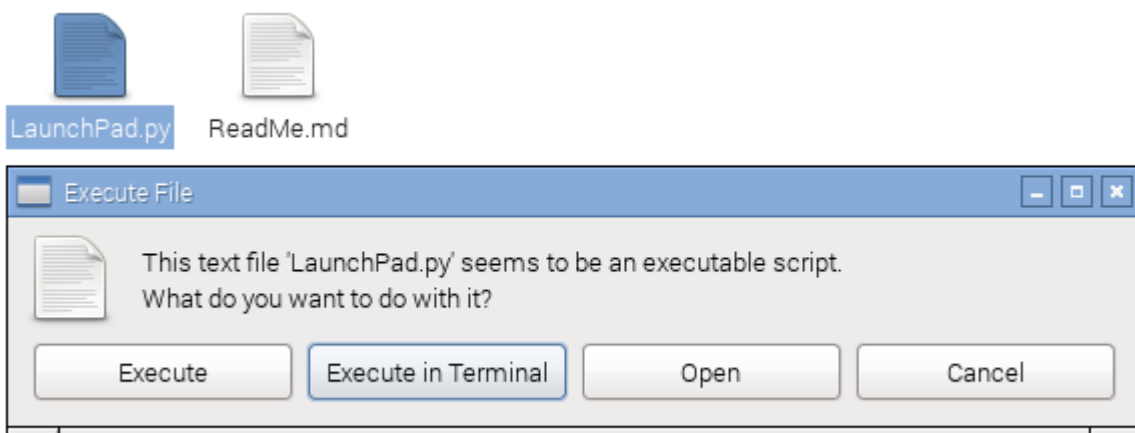 LaunchPad.py ReadMe.md
Execute File
This text file 'LaunchPad.py' seems to be an executable script.
What do you want to do with it?
Execute Execute in Terminal Open Cancel